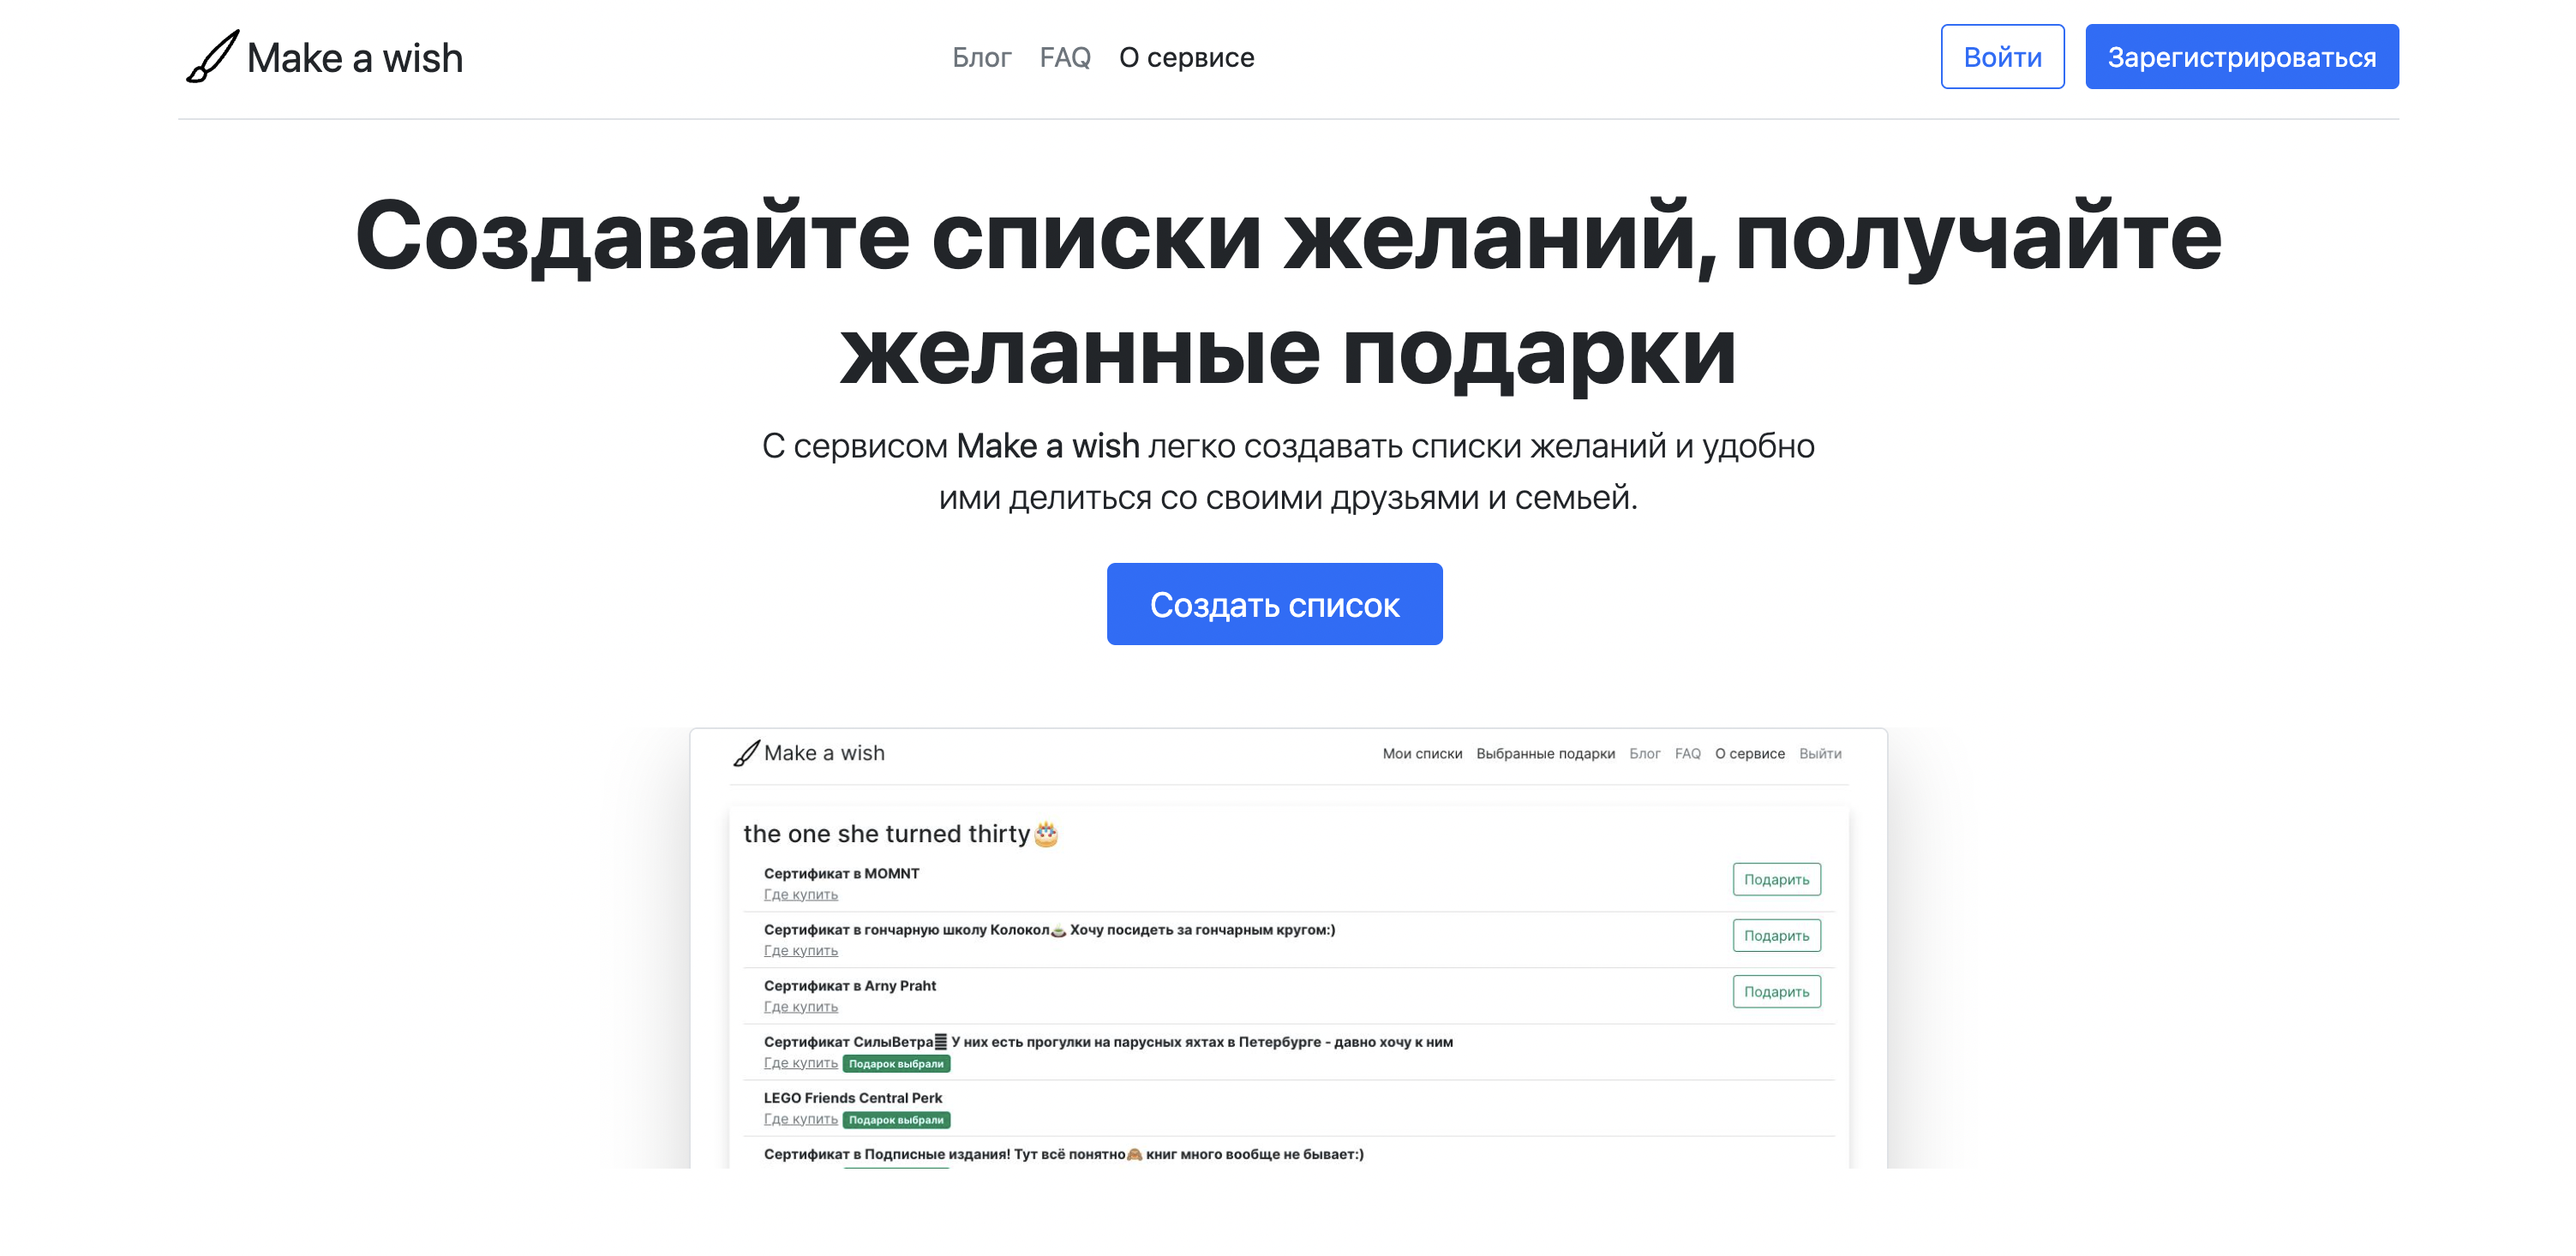 Make a wish
Блог FAQ О сервисе
Войти Зарегистрироваться
Создавайте списки желаний, получайте
желанные подарки
С сервисом Make a wish легко создавать списки желаний и удобно
ими делиться со своими друзьями и семьей.
Создать список
Make a wish
Мои списки Выбранные подарки Блог FAQ О сервисе Выйти
the one she turned thirty🎂
Сертификат в MOMNT
Подарить
Где купить
Сертификат в гончарную школу Колокол🍵 Хочу посидеть за гончарным кругом:)
Подарить
Где купить
Сертификат в Arny Praht
Подарить
Где купить
Сертификат СилыВетра У них есть прогулки на парусных яхтах в Петербурге - давно хочу к ним
Где купить Подарок выбрали
LEGO Friends Central Perk
Где купить Подарок выбрали
Сертификат в Подписные издания! Тут всё понятно🙈 книг много вообще не бывает:)